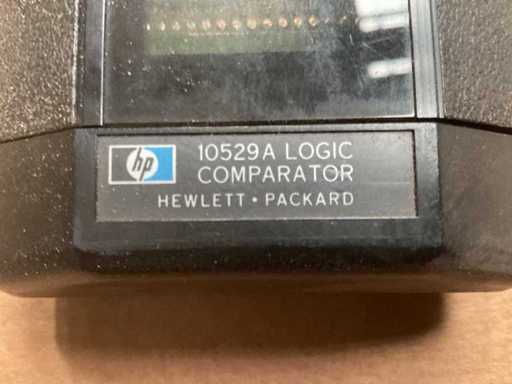 hp 10529A LOGIC
COMPARATOR
HEWLETT • PACKARD